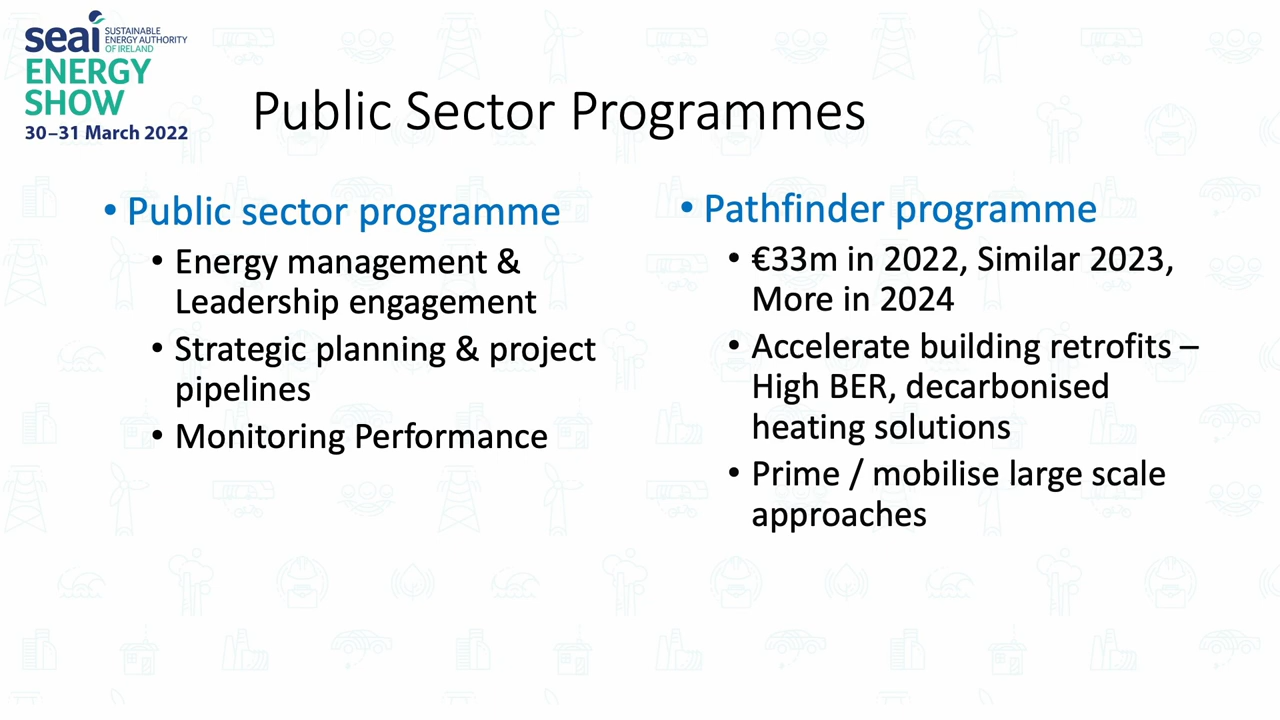 seai SUSTAINABLE
ENERGY AUTHORITY
OF IRELAND
ENERGY
SHOW
30–31 March 2022
Public Sector Programmes
• Public sector programme
• Energy management &
Leadership engagement
• Strategic planning & project
pipelines
• Monitoring Performance
• Pathfinder programme
• €33m in 2022, Similar 2023,
More in 2024
• Accelerate building retrofits –
High BER, decarbonised
heating solutions
• Prime / mobilise large scale
approaches